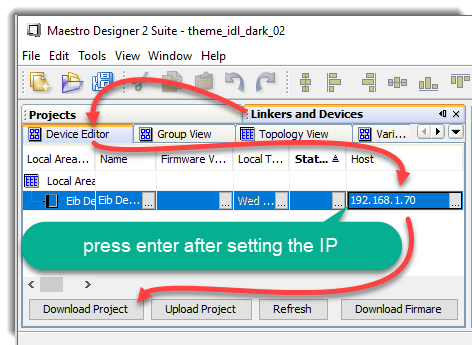 Maestro Designer 2 Suite - theme_idl_dark_02
File Edit Tools View Window
Projects Linkers and Devices
Device Editor Group View Topology View Vari...
Local Area... Name Firmware V... Local T... Stat... Host
Local Area
Eib De Eib De... ... ... Wed ... ... ... 192.168.1.70 ...
press enter after setting the IP
Download Project Upload Project Refresh Download Firmare